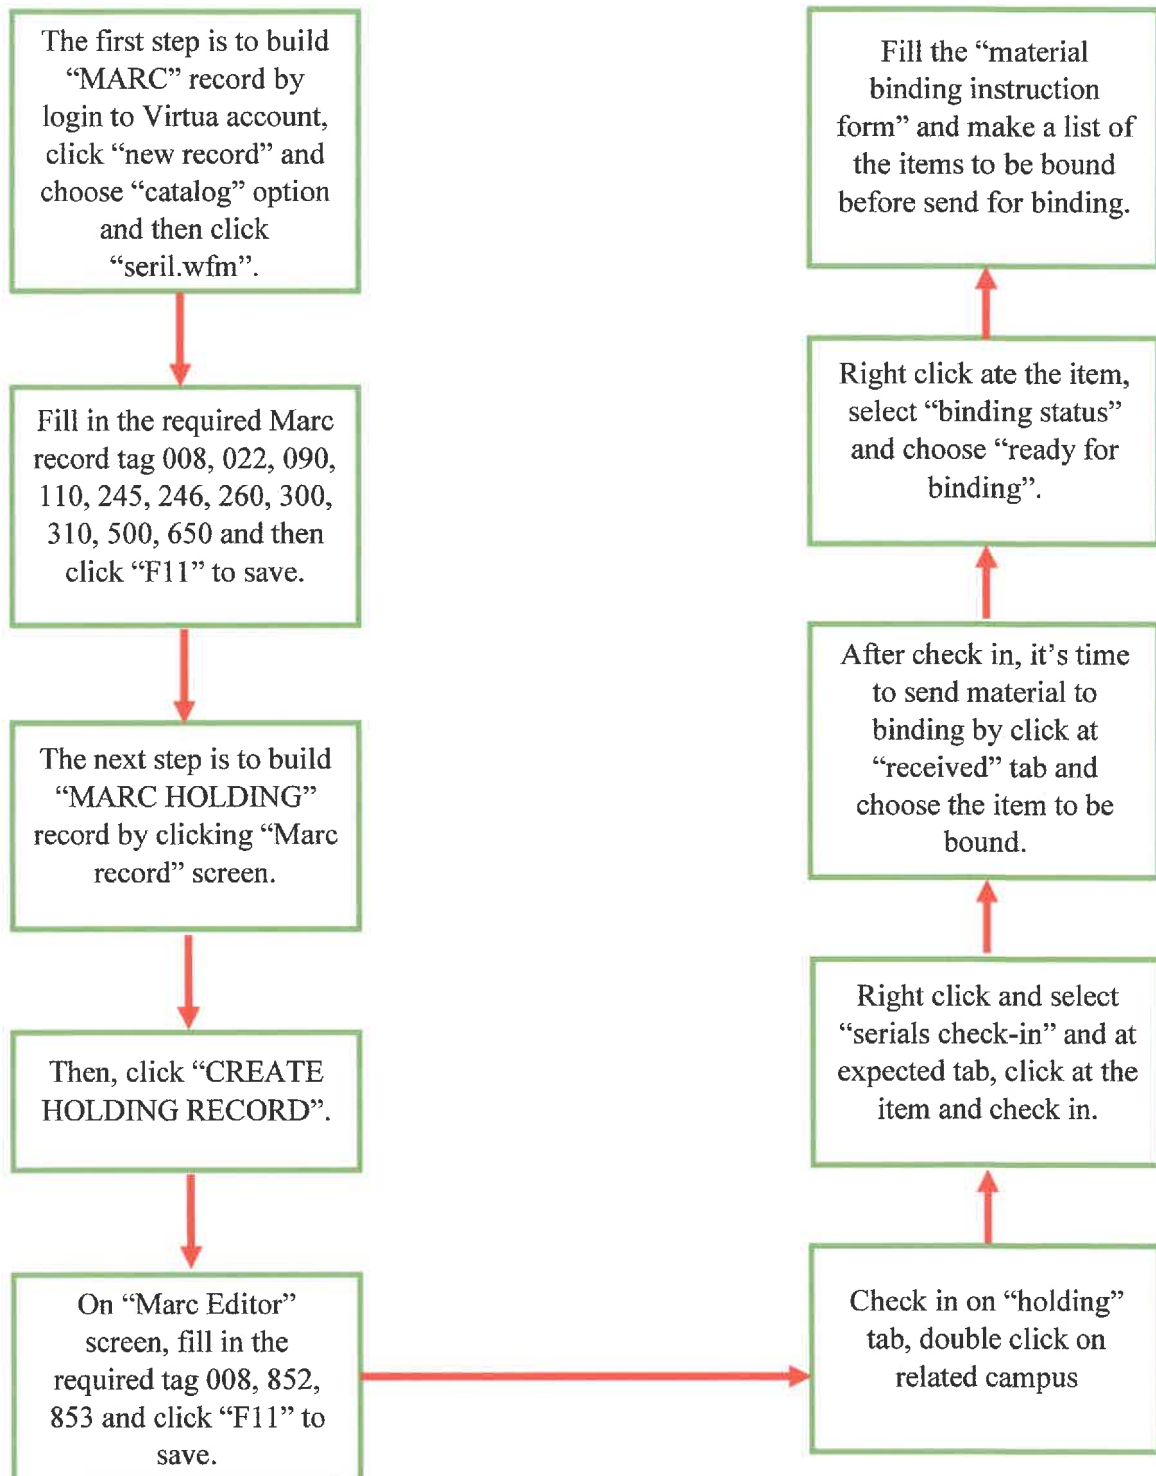 The first step is to build
“MARC” record by
login to Virtua account,
click “new record” and
choose “catalog” option
and then click
“seril.wfm”.
Fill in the required Marc
record tag 008, 022, 090,
110, 245, 246, 260, 300,
310, 500, 650 and then
click “F11” to save.
The next step is to build
“MARC HOLDING”
record by clicking “Marc
record” screen.
Then, click “CREATE
HOLDING RECORD”.
On “Marc Editor”
screen, fill in the
required tag 008, 852,
853 and click “F11” to
save.
Check in on “holding”
tab, double click on
related campus
Right click and select
“serials check-in” and at
expected tab, click at the
item and check in.
After check in, it’s time
to send material to
binding by click at
“received” tab and
choose the item to be
bound.
Right click ate the item,
select “binding status”
and choose “ready for
binding”.
Fill the “material
binding instruction
form” and make a list of
the items to be bound
before send for binding.